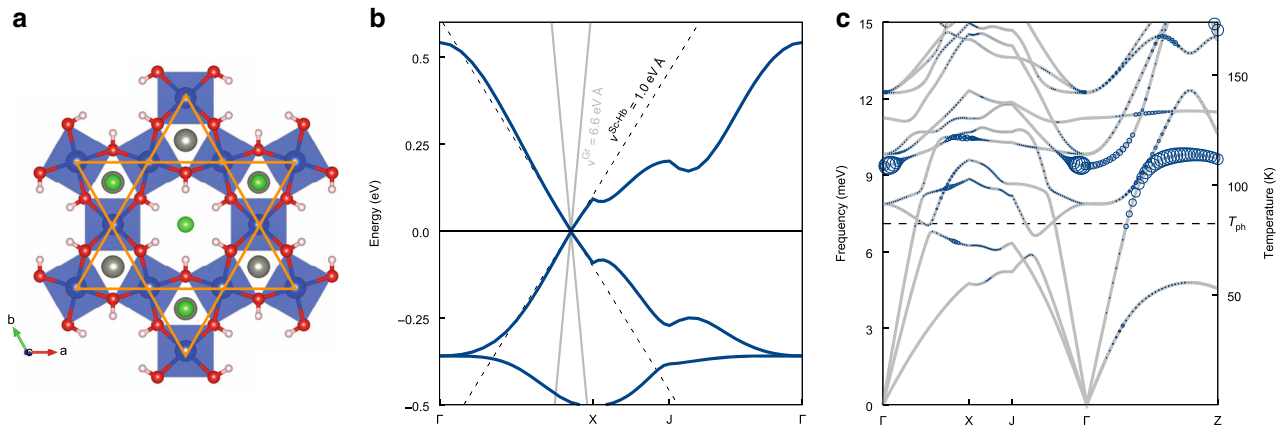 a
b
a
b
Energy (eV)
0.5
0.25
0.0
−0.25
−0.5
v^Gr = 6.6 eV Å
v^Sc-Hb = 1.0 eV Å
Γ
X
J
Γ
c
Frequency (meV)
15
12
9
6
3
0
Γ
X
J
Γ
Z
150
100
T_ph
50
Temperature (K)